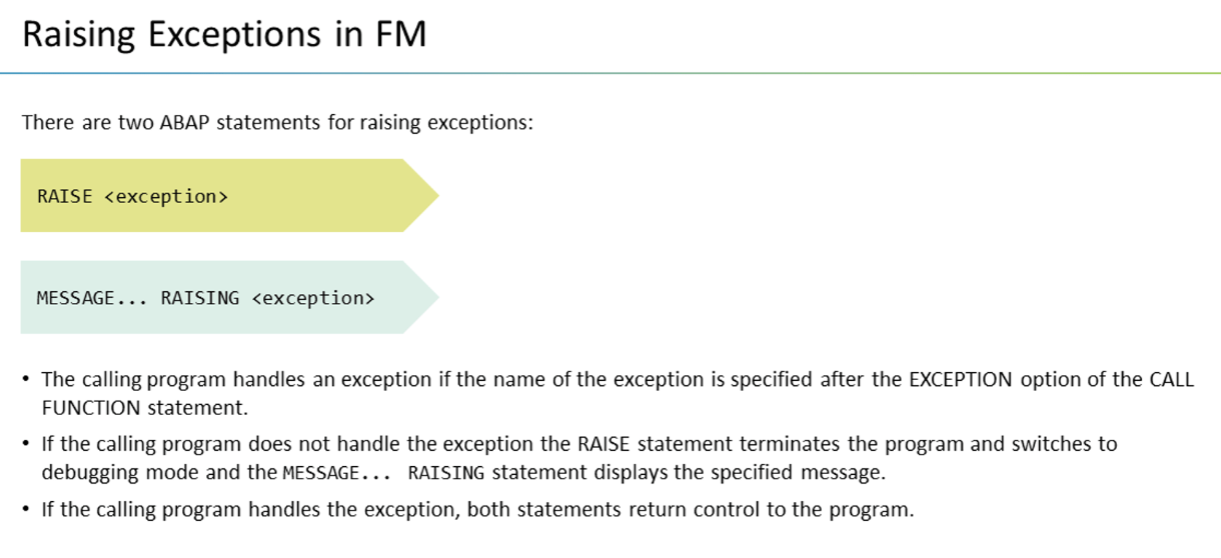 Raising Exceptions in FM
There are two ABAP statements for raising exceptions:
RAISE <exception>
MESSAGE... RAISING <exception>
• The calling program handles an exception if the name of the exception is specified after the EXCEPTION option of the CALL
FUNCTION statement.
• If the calling program does not handle the exception the RAISE statement terminates the program and switches to
debugging mode and the MESSAGE... RAISING statement displays the specified message.
• If the calling program handles the exception, both statements return control to the program.